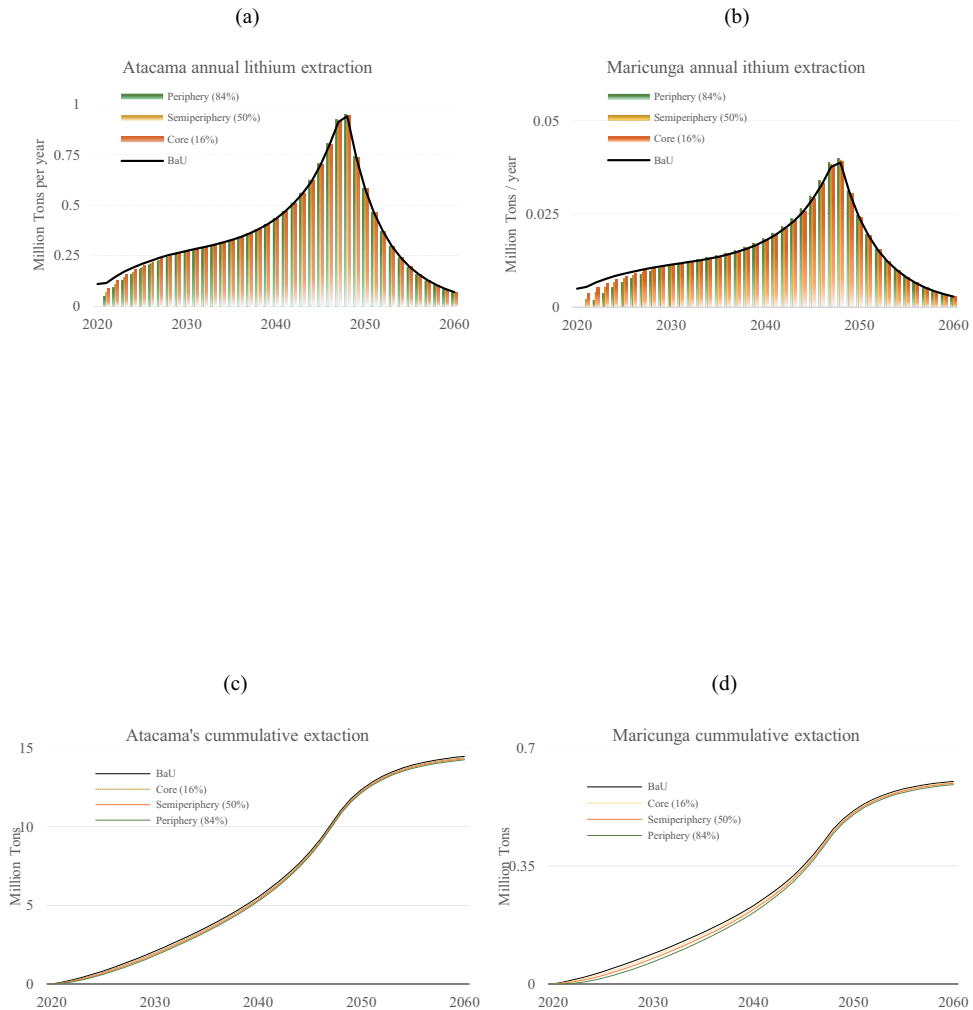 (a)
Atacama annual lithium extraction
Periphery (84%)
Semiperiphery (50%)
Core (16%)
BaU
Million Tons per year
1
0.75
0.5
0.25
0
2020 2030 2040 2050 2060
(b)
Maricunga annual ithium extraction
Periphery (84%)
Semiperiphery (50%)
Core (16%)
BaU
Million Tons / year
0.05
0.025
0
2020 2030 2040 2050 2060
(c)
Atacama's cummulative extaction
BaU
Core (16%)
Semiperiphery (50%)
Periphery (84%)
Million Tons
15
10
5
0
2020 2030 2040 2050 2060
(d)
Maricunga cummulative extaction
BaU
Core (16%)
Semiperiphery (50%)
Periphery (84%)
Million Tons
0.7
0.35
0
2020 2030 2040 2050 2060